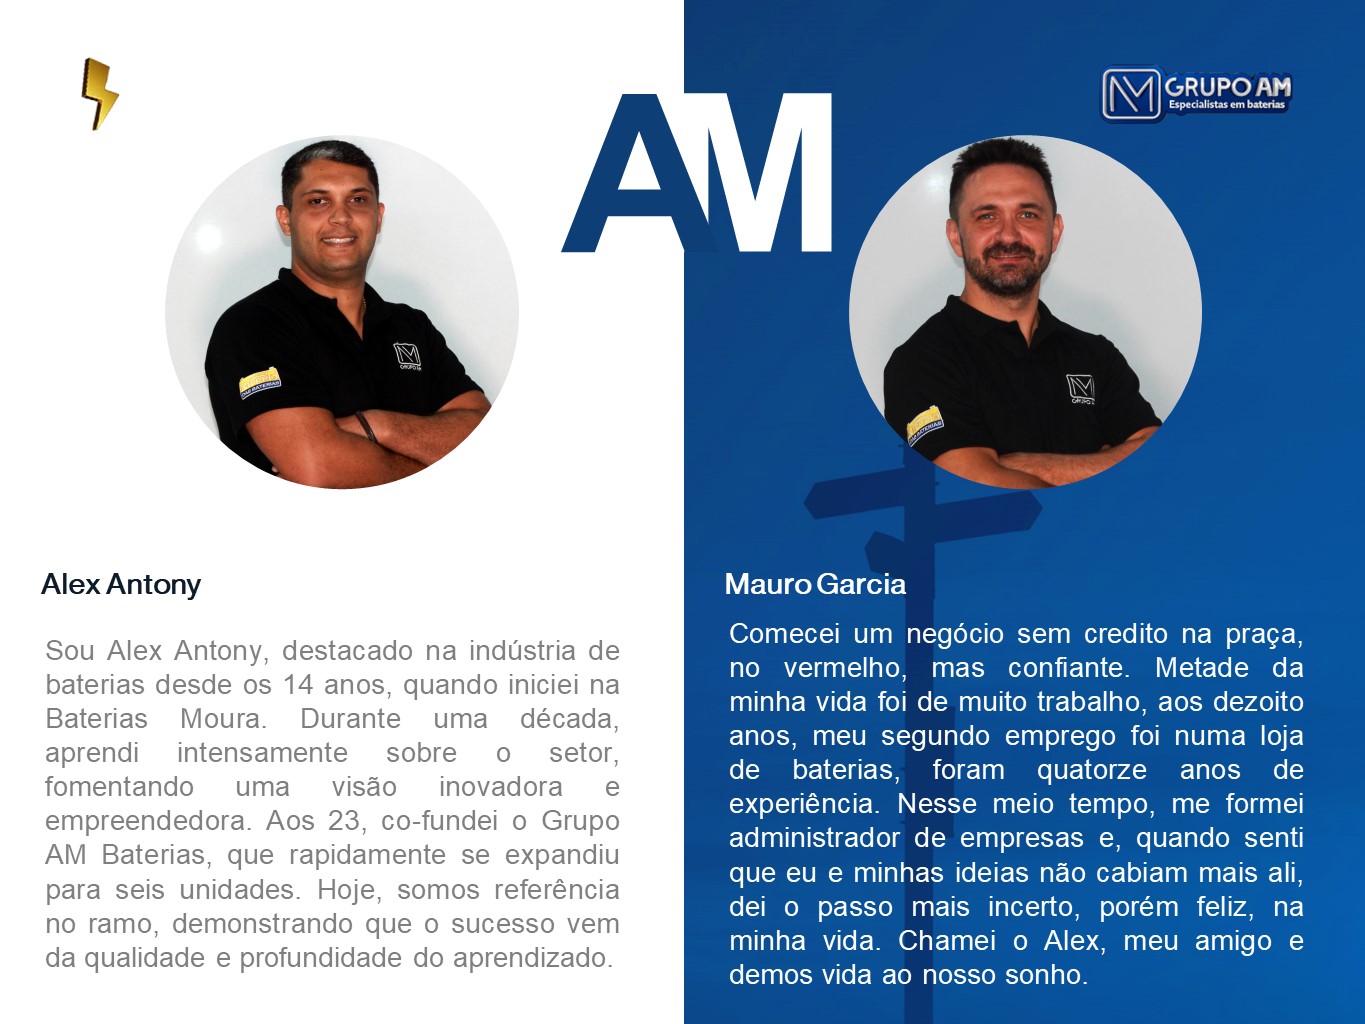 AM
GRUPO AM
Especialistas em baterias
GRUPO AM
DAS BATERIAS
GRUPO
BATERIAS
Alex Antony
Sou Alex Antony, destacado na indústria de
baterias desde os 14 anos, quando iniciei na
Baterias Moura. Durante uma década,
aprendi intensamente sobre o setor,
fomentando uma visão inovadora e
empreendedora. Aos 23, co-fundei o Grupo
AM Baterias, que rapidamente se expandiu
para seis unidades. Hoje, somos referência
no ramo, demonstrando que o sucesso vem
da qualidade e profundidade do aprendizado.
Mauro Garcia
Comecei um negócio sem credito na praça,
no vermelho, mas confiante. Metade da
minha vida foi de muito trabalho, aos dezoito
anos, meu segundo emprego foi numa loja
de baterias, foram quatorze anos de
experiência. Nesse meio tempo, me formei
administrador de empresas e, quando senti
que eu e minhas ideias não cabiam mais ali,
dei o passo mais incerto, porém feliz, na
minha vida. Chamei o Alex, meu amigo e
demos vida ao nosso sonho.